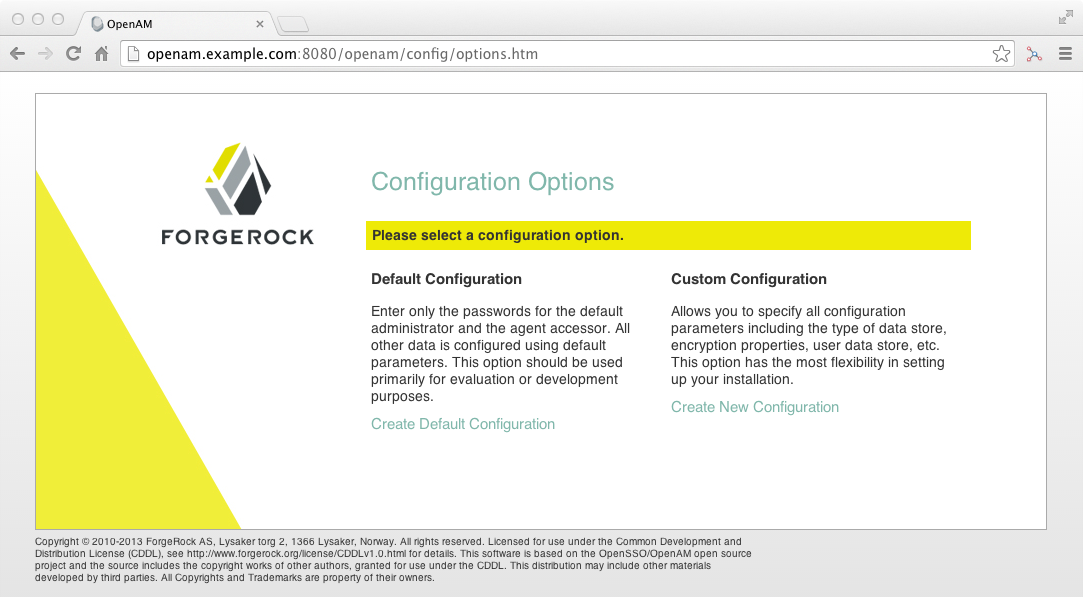 OpenAM
openam.example.com:8080/openam/config/options.htm
FORGEROCK
Configuration Options
Please select a configuration option.
Default Configuration
Enter only the passwords for the default
administrator and the agent accessor. All
other data is configured using default
parameters. This option should be used
primarily for evaluation or development
purposes.
Create Default Configuration
Custom Configuration
Allows you to specify all configuration
parameters including the type of data store,
encryption properties, user data store, etc.
This option has the most flexibility in setting
up your installation.
Create New Configuration
Copyright © 2010-2013 ForgeRock AS, Lysaker torg 2, 1366 Lysaker, Norway. All rights reserved. Licensed for use under the Common Development and
Distribution License (CDDL), see http://www.forgerock.org/license/CDDLv1.0.html for details. This software is based on the OpenSSO/OpenAM open source
project and the source includes the copyright works of other authors, granted for use under the CDDL. This distribution may include other materials
developed by third parties. All Copyrights and Trademarks are property of their owners.